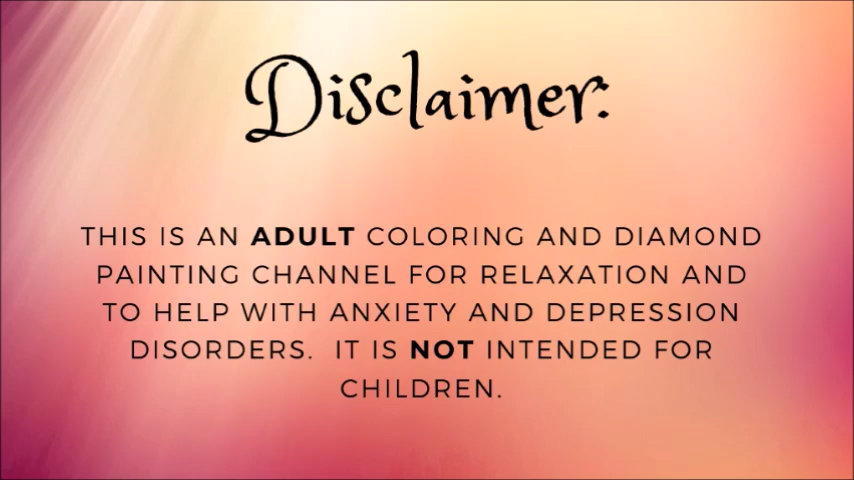 Disclaimer:
THIS IS AN ADULT COLORING AND DIAMOND
PAINTING CHANNEL FOR RELAXATION AND
TO HELP WITH ANXIETY AND DEPRESSION
DISORDERS.  IT IS NOT INTENDED FOR
CHILDREN.